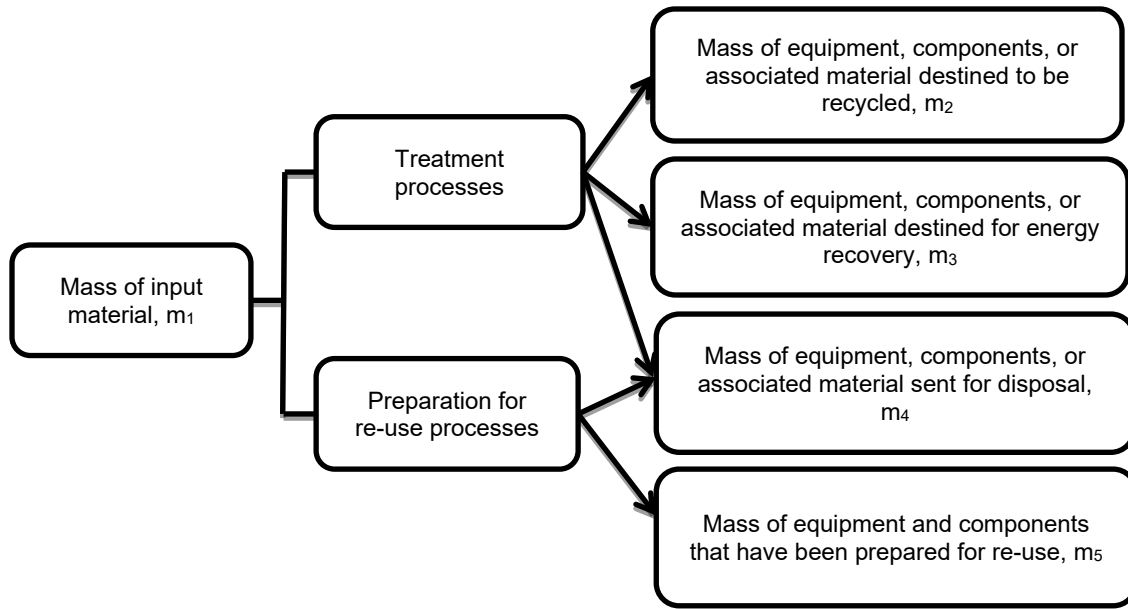 Mass of equipment, components, or
associated material destined to be
recycled, m₂
Treatment
processes
Mass of equipment, components, or
associated material destined for energy
recovery, m₃
Mass of input
material, m₁
Mass of equipment, components, or
associated material sent for disposal,
m₄
Preparation for
re-use processes
Mass of equipment and components
that have been prepared for re-use, m₅